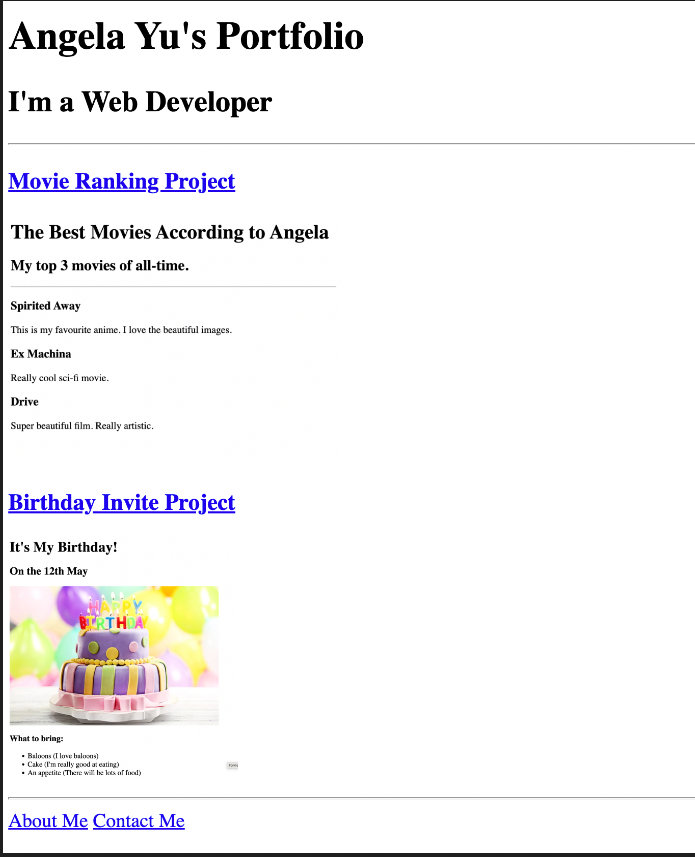 Angela Yu's Portfolio
I'm a Web Developer
Movie Ranking Project
The Best Movies According to Angela
My top 3 movies of all-time.
Spirited Away
This is my favourite anime. I love the beautiful images.
Ex Machina
Really cool sci-fi movie.
Drive
Super beautiful film. Really artistic.
Birthday Invite Project
It's My Birthday!
On the 12th May
HAPPY
BIRTHDAY
What to bring:
Baloons (I love baloons)
Cake (I'm really good at eating)
An appetite (There will be lots of food)
About Me Contact Me